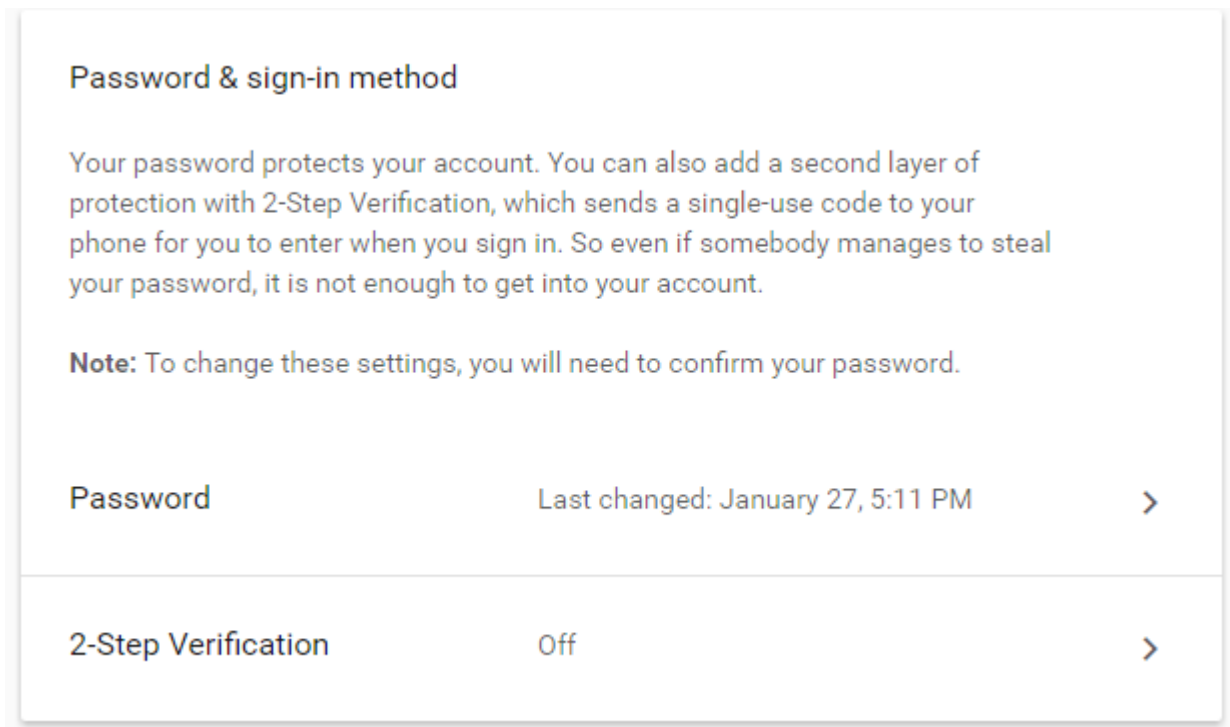 Password & sign-in method
Your password protects your account. You can also add a second layer of
protection with 2-Step Verification, which sends a single-use code to your
phone for you to enter when you sign in. So even if somebody manages to steal
your password, it is not enough to get into your account.
Note: To change these settings, you will need to confirm your password.
Password Last changed: January 27, 5:11 PM
2-Step Verification Off